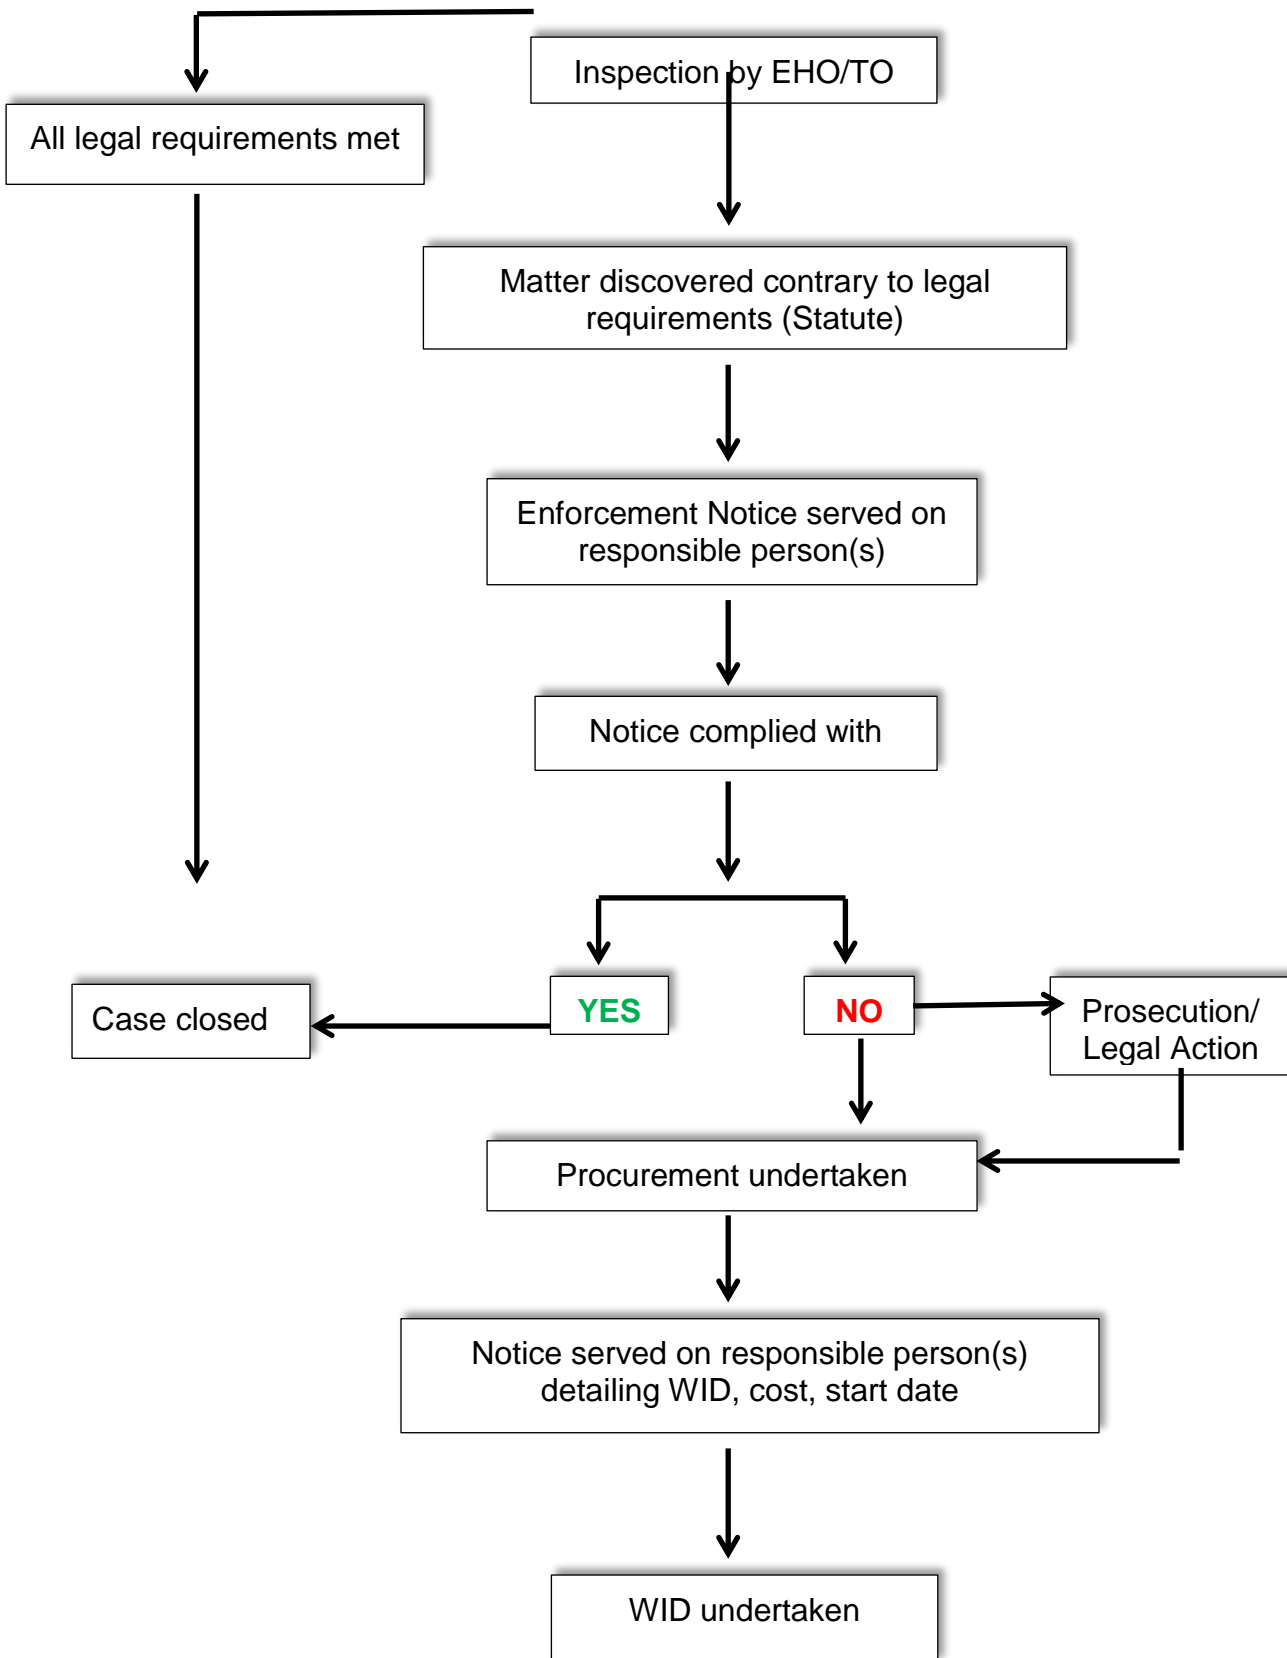 Inspection by EHO/TO
All legal requirements met
Matter discovered contrary to legal
requirements (Statute)
Enforcement Notice served on
responsible person(s)
Notice complied with
YES
NO
Case closed
Prosecution/
Legal Action
Procurement undertaken
Notice served on responsible person(s)
detailing WID, cost, start date
WID undertaken